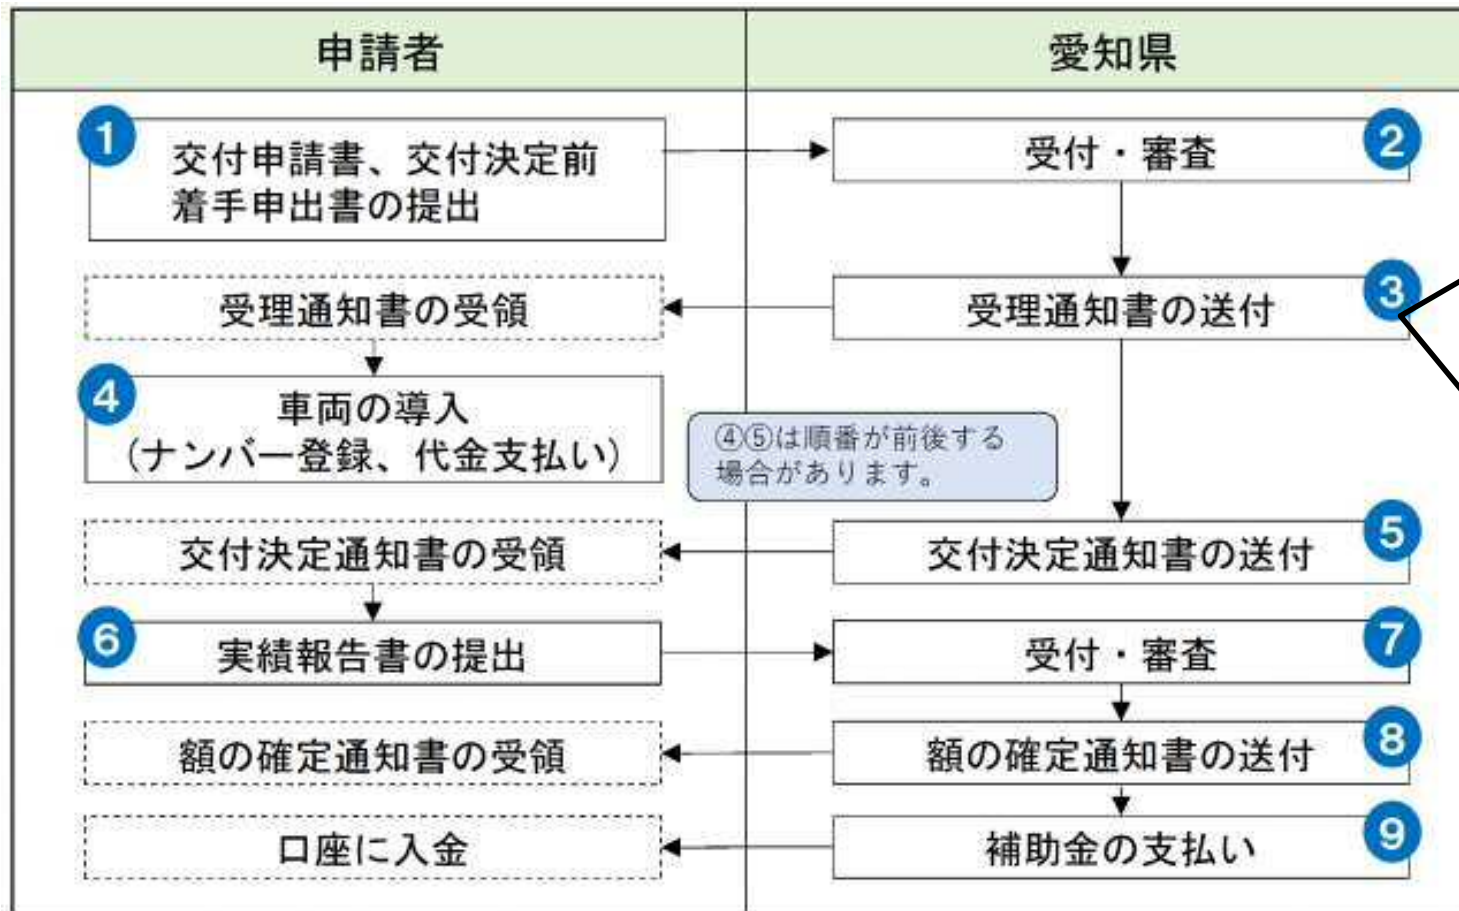 申請者
愛知県
1
交付申請書、交付決定前
着手申出書の提出
受付・審査
2
受理通知書の受領
受理通知書の送付
3
4
車両の導入
（ナンバー登録、代金支払い）
④⑤は順番が前後する
場合があります。
交付決定通知書の受領
交付決定通知書の送付
5
6
実績報告書の提出
受付・審査
7
額の確定通知書の受領
額の確定通知書の送付
8
口座に入金
補助金の支払い
9